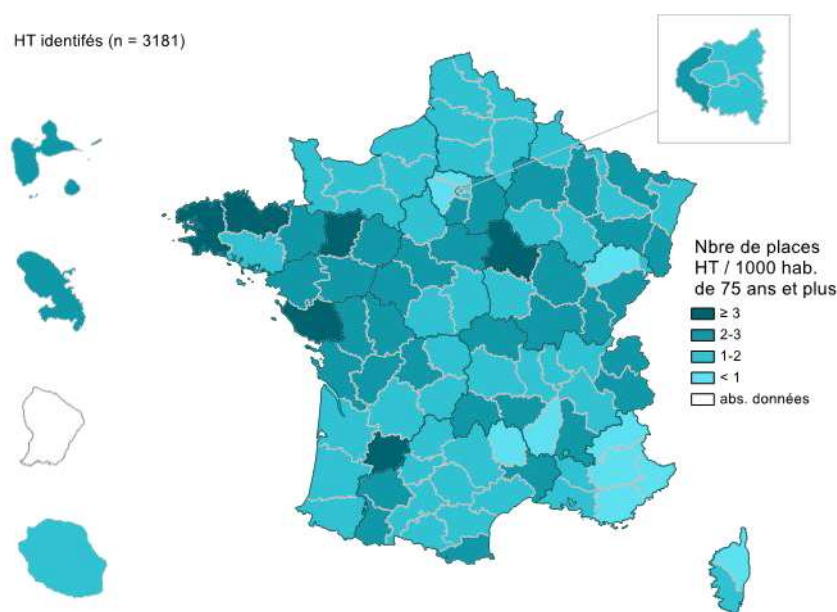 HT identifés (n = 3181)
Nbre de places
HT / 1000 hab.
de 75 ans et plus
≥ 3
2-3
1-2
< 1
abs. données